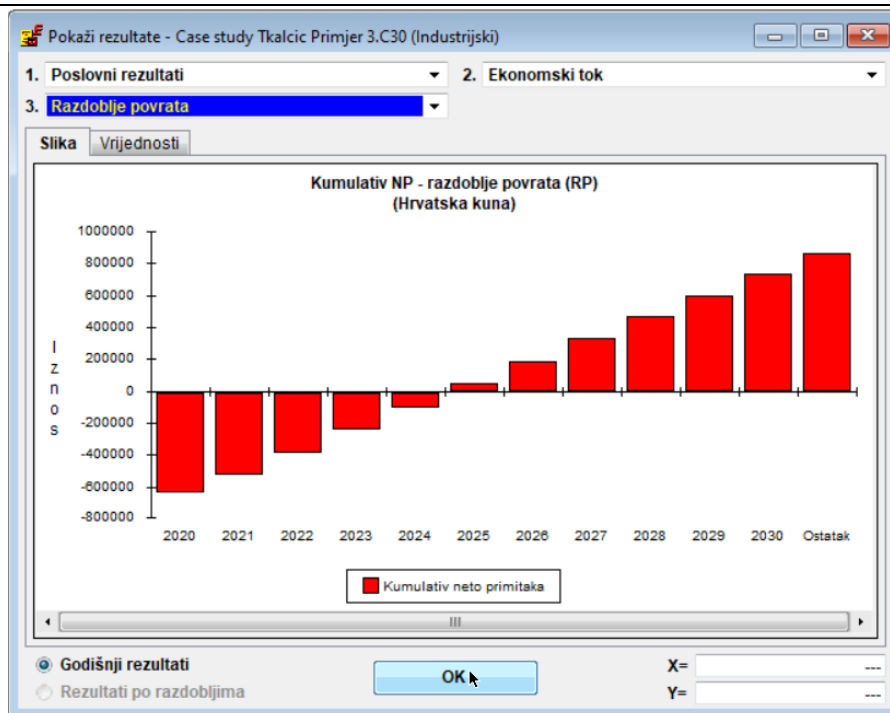 Pokaži rezultate - Case study Tkalcic Primjer 3.C30 (Industrijski)
1. Poslovni rezultati 2. Ekonomski tok
3. Razdoblje povrata
Slika Vrijednosti
Kumulativ NP - razdoblje povrata (RP)
(Hrvatska kuna)
1000000
800000
600000
400000
200000
0
-200000
-400000
-600000
-800000
Iznos
2020 2021 2022 2023 2024 2025 2026 2027 2028 2029 2030 Ostatak
Kumulativ neto primitaka
Godišnji rezultati
Rezultati po razdobljima
OK
X= ---
Y= ---